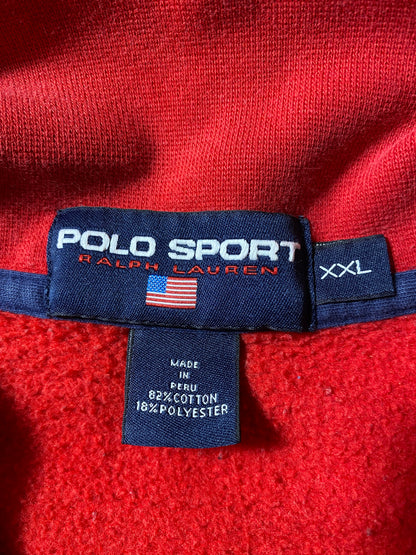 POLO SPORT
RALPH LAUREN
XXL
MADE
IN
PERU
82%COTTON
18%POLYESTER